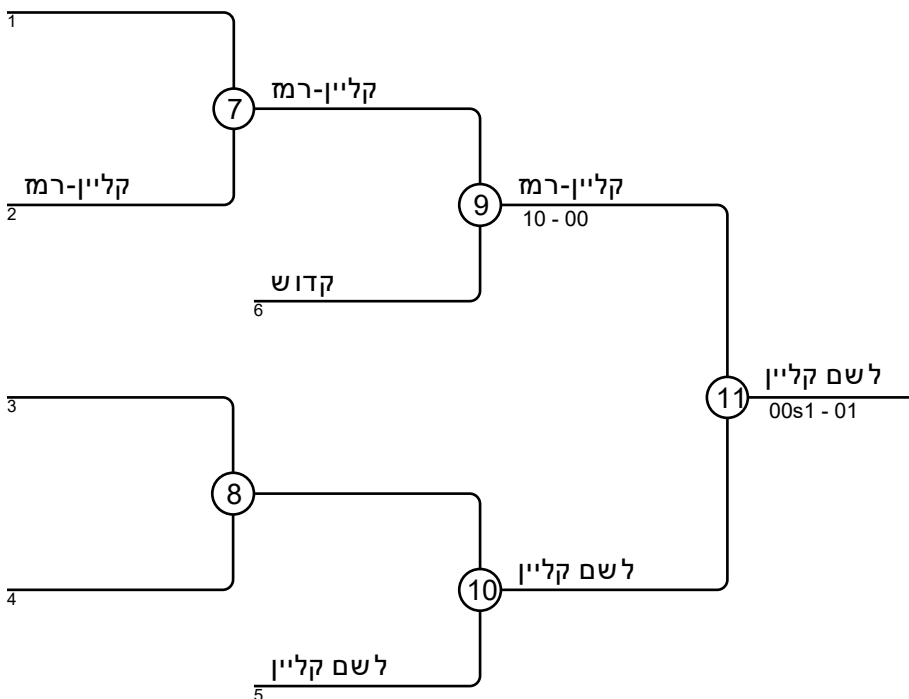 1
7
קליין-רמז
קליין-רמז
2
9
קליין-רמז
10 - 00
קדוש
6
3
11
לשם קליין
00s1 - 01
8
4
10
לשם קליין
לשם קליין
5